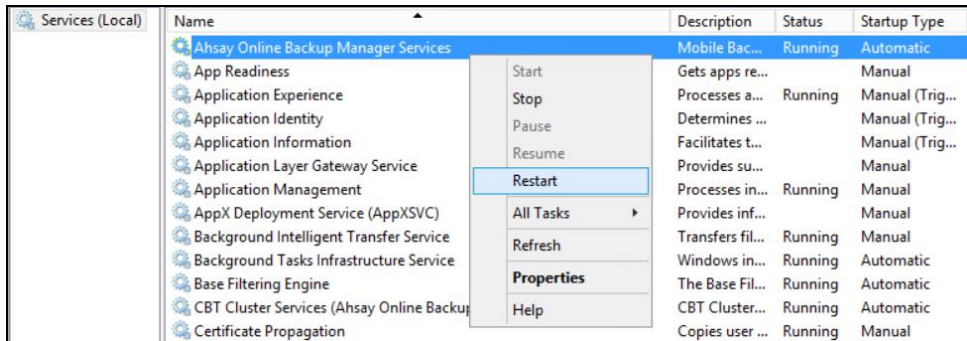 Services (Local)
Name Description Status Startup Type
Ahsay Online Backup Manager Services Mobile Bac... Running Automatic
App Readiness Gets apps re... Manual
Application Experience Processes a... Running Manual (Trig...
Application Identity Determines ... Manual (Trig...
Application Information Facilitates t... Manual (Trig...
Application Layer Gateway Service Provides su... Manual
Application Management Processes in... Running Manual
AppX Deployment Service (AppXSVC) Provides inf... Manual
Background Intelligent Transfer Service Transfers fil... Running Manual
Background Tasks Infrastructure Service Windows in... Running Automatic
Base Filtering Engine The Base Fil... Running Automatic
CBT Cluster Services (Ahsay Online Backup CBT Cluster... Running Automatic
Certificate Propagation Copies user ... Running Manual
Start
Stop
Pause
Resume
Restart
All Tasks
Refresh
Properties
Help